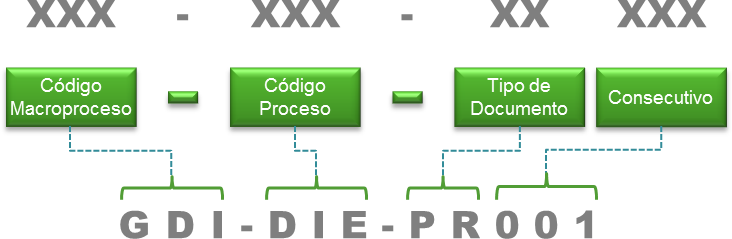 XXX - XXX - XX XXX
Código Macroproceso - Código Proceso - Tipo de Documento Consecutivo
GDI-DIE-PR001